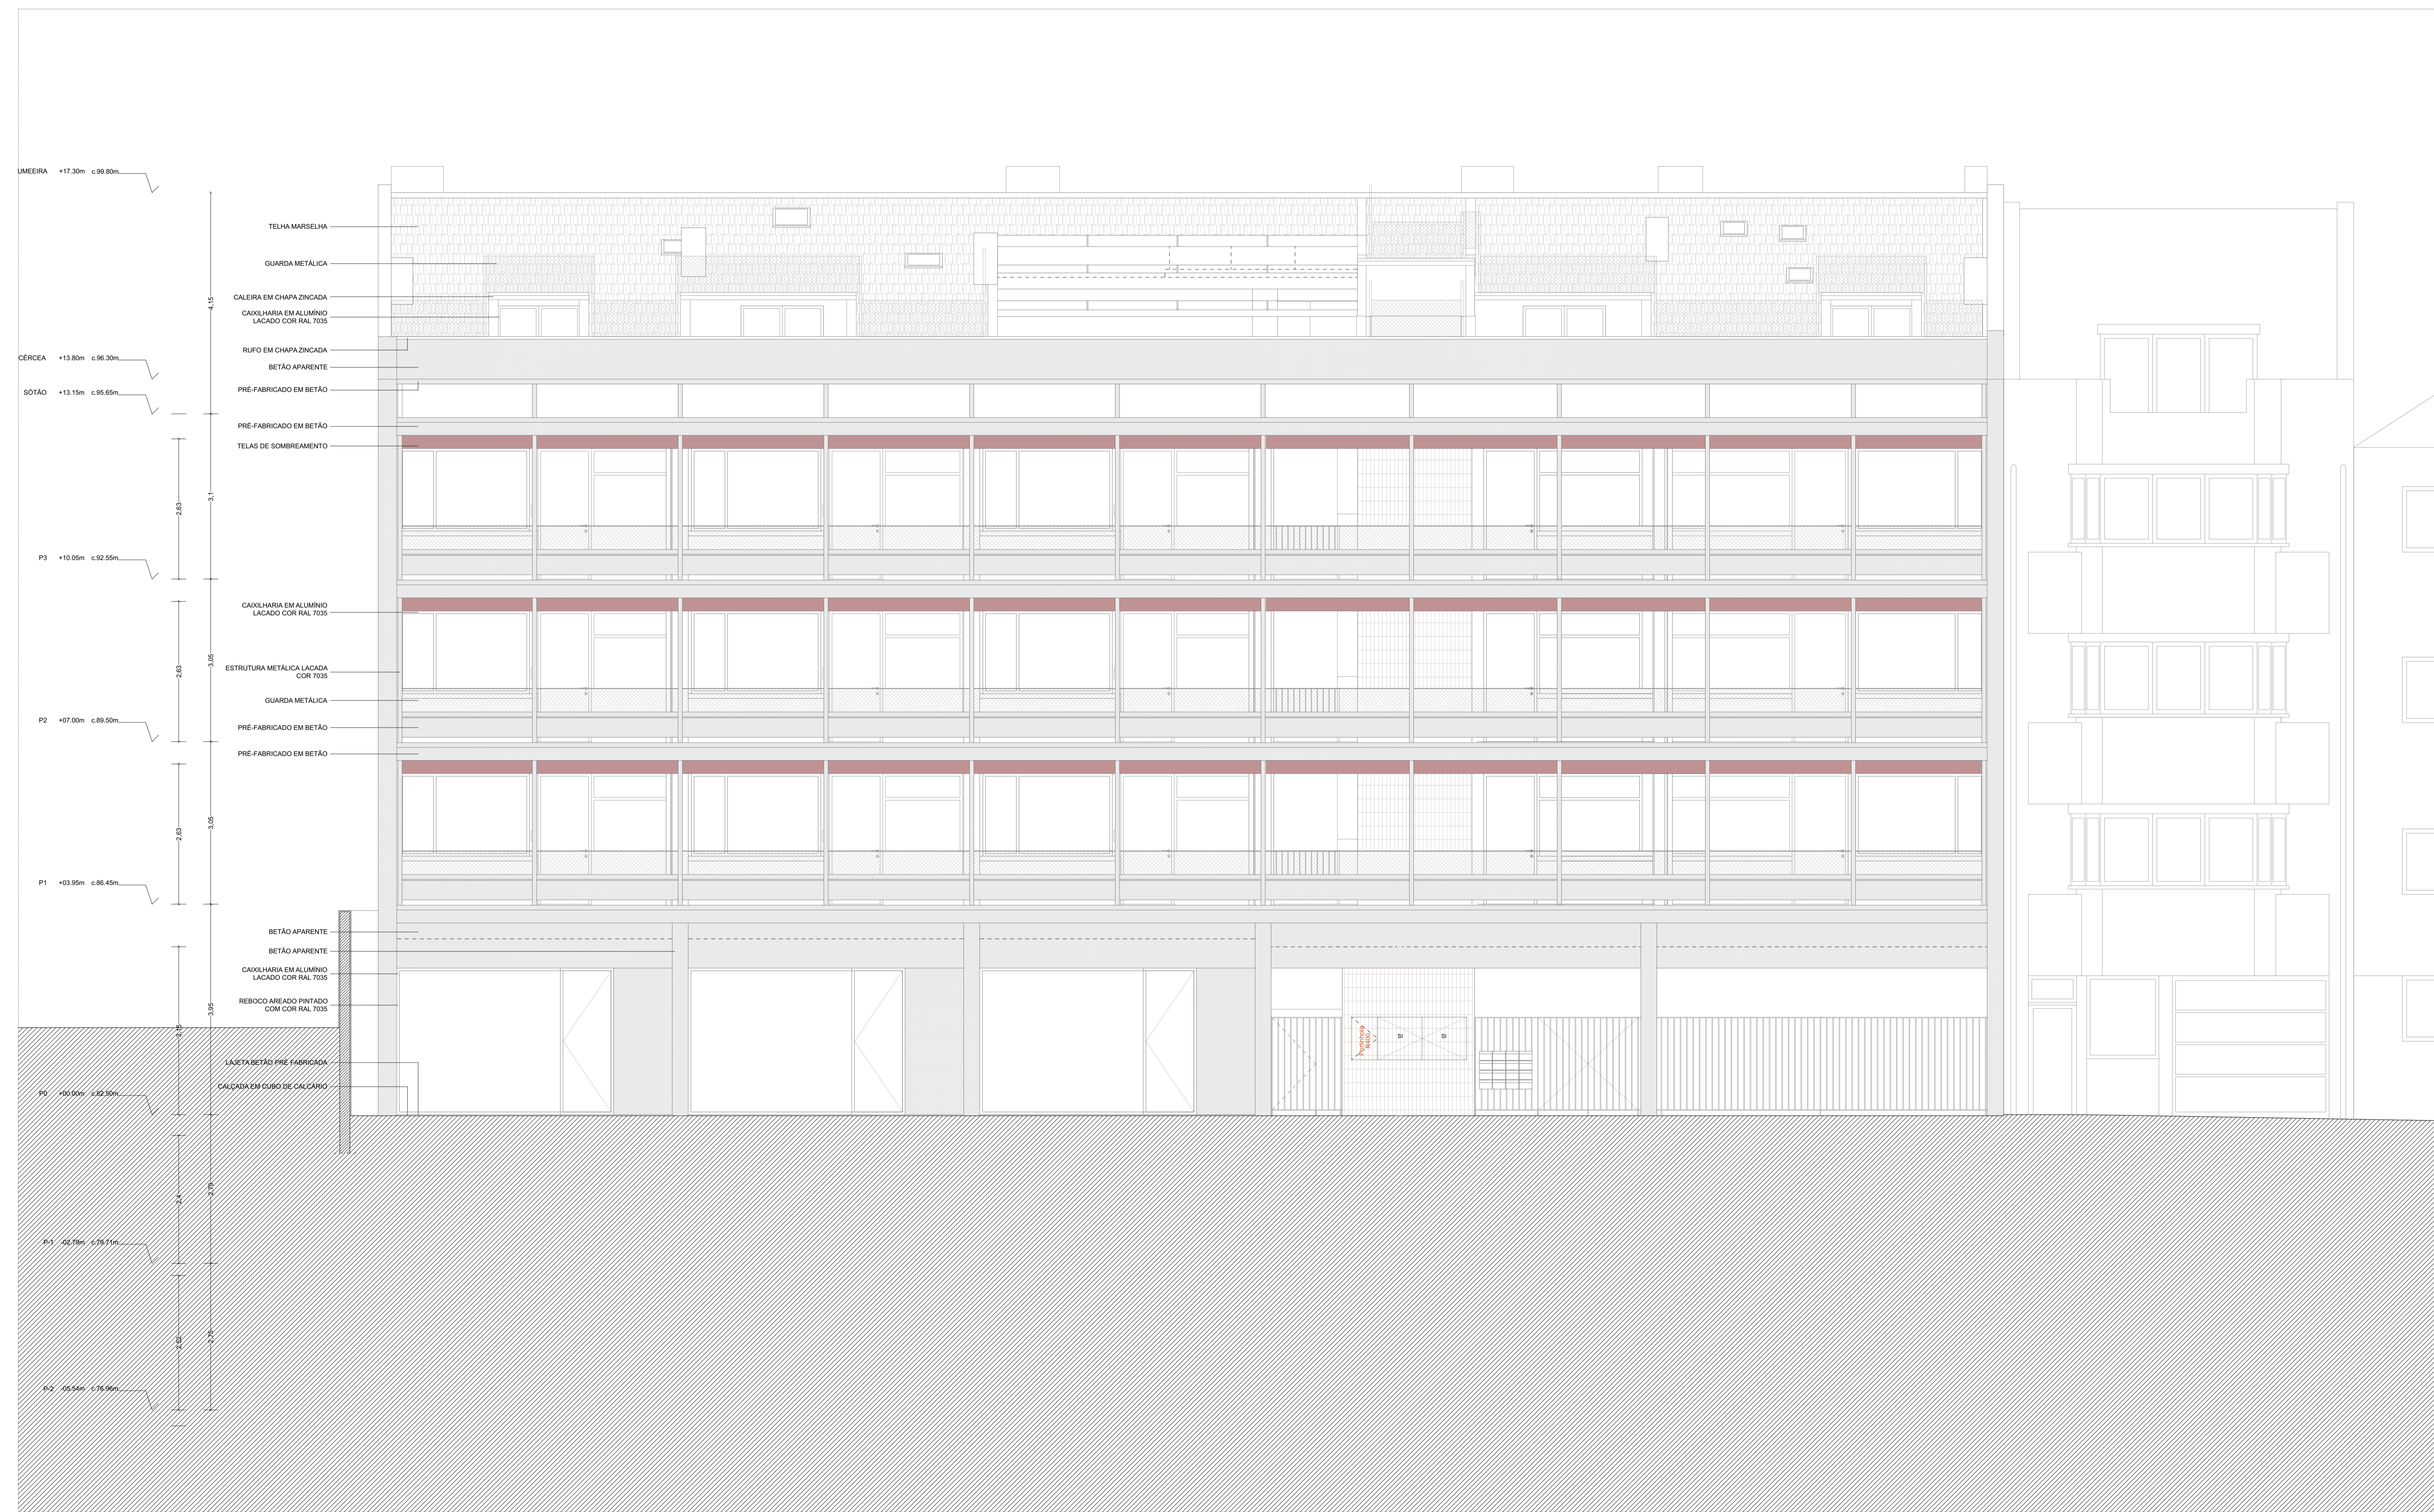 UMEEIRA +17.30m c.99.80m
TELHA MARSELHA
GUARDA METÁLICA
CALEIRA EM CHAPA ZINCADA
4,15
CAIXILHARIA EM ALUMÍNIO
LACADO COR RAL 7035
RUFO EM CHAPA ZINCADA
CÉRCEA +13.80m c.96.30m
BETÃO APARENTE
PRÉ-FABRICADO EM BETÃO
SÓTÃO +13.15m c.95.65m
PRÉ-FABRICADO EM BETÃO
TELAS DE SOMBREAMENTO
3,1
2,63
P3 +10.05m c.92.55m
CAIXILHARIA EM ALUMÍNIO
LACADO COR RAL 7035
3,05
2,63
ESTRUTURA METÁLICA LACADA
COR 7035
GUARDA METÁLICA
P2 +07.00m c.89.50m
PRÉ-FABRICADO EM BETÃO
PRÉ-FABRICADO EM BETÃO
3,05
2,63
P1 +03.95m c.86.45m
BETÃO APARENTE
BETÃO APARENTE
CAIXILHARIA EM ALUMÍNIO
LACADO COR RAL 7035
REBOCO AREADO PINTADO
COM COR RAL 7035
3,95
3,15
Portinhola
R400
LAJETA BETÃO PRÉ FABRICADA
CALÇADA EM CUBO DE CALCÁRIO
P0 +00.00m c.82.50m
2,79
2,4
P-1 -02.79m c.79.71m
2,75
2,52
P-2 -05.54m c.76.96m